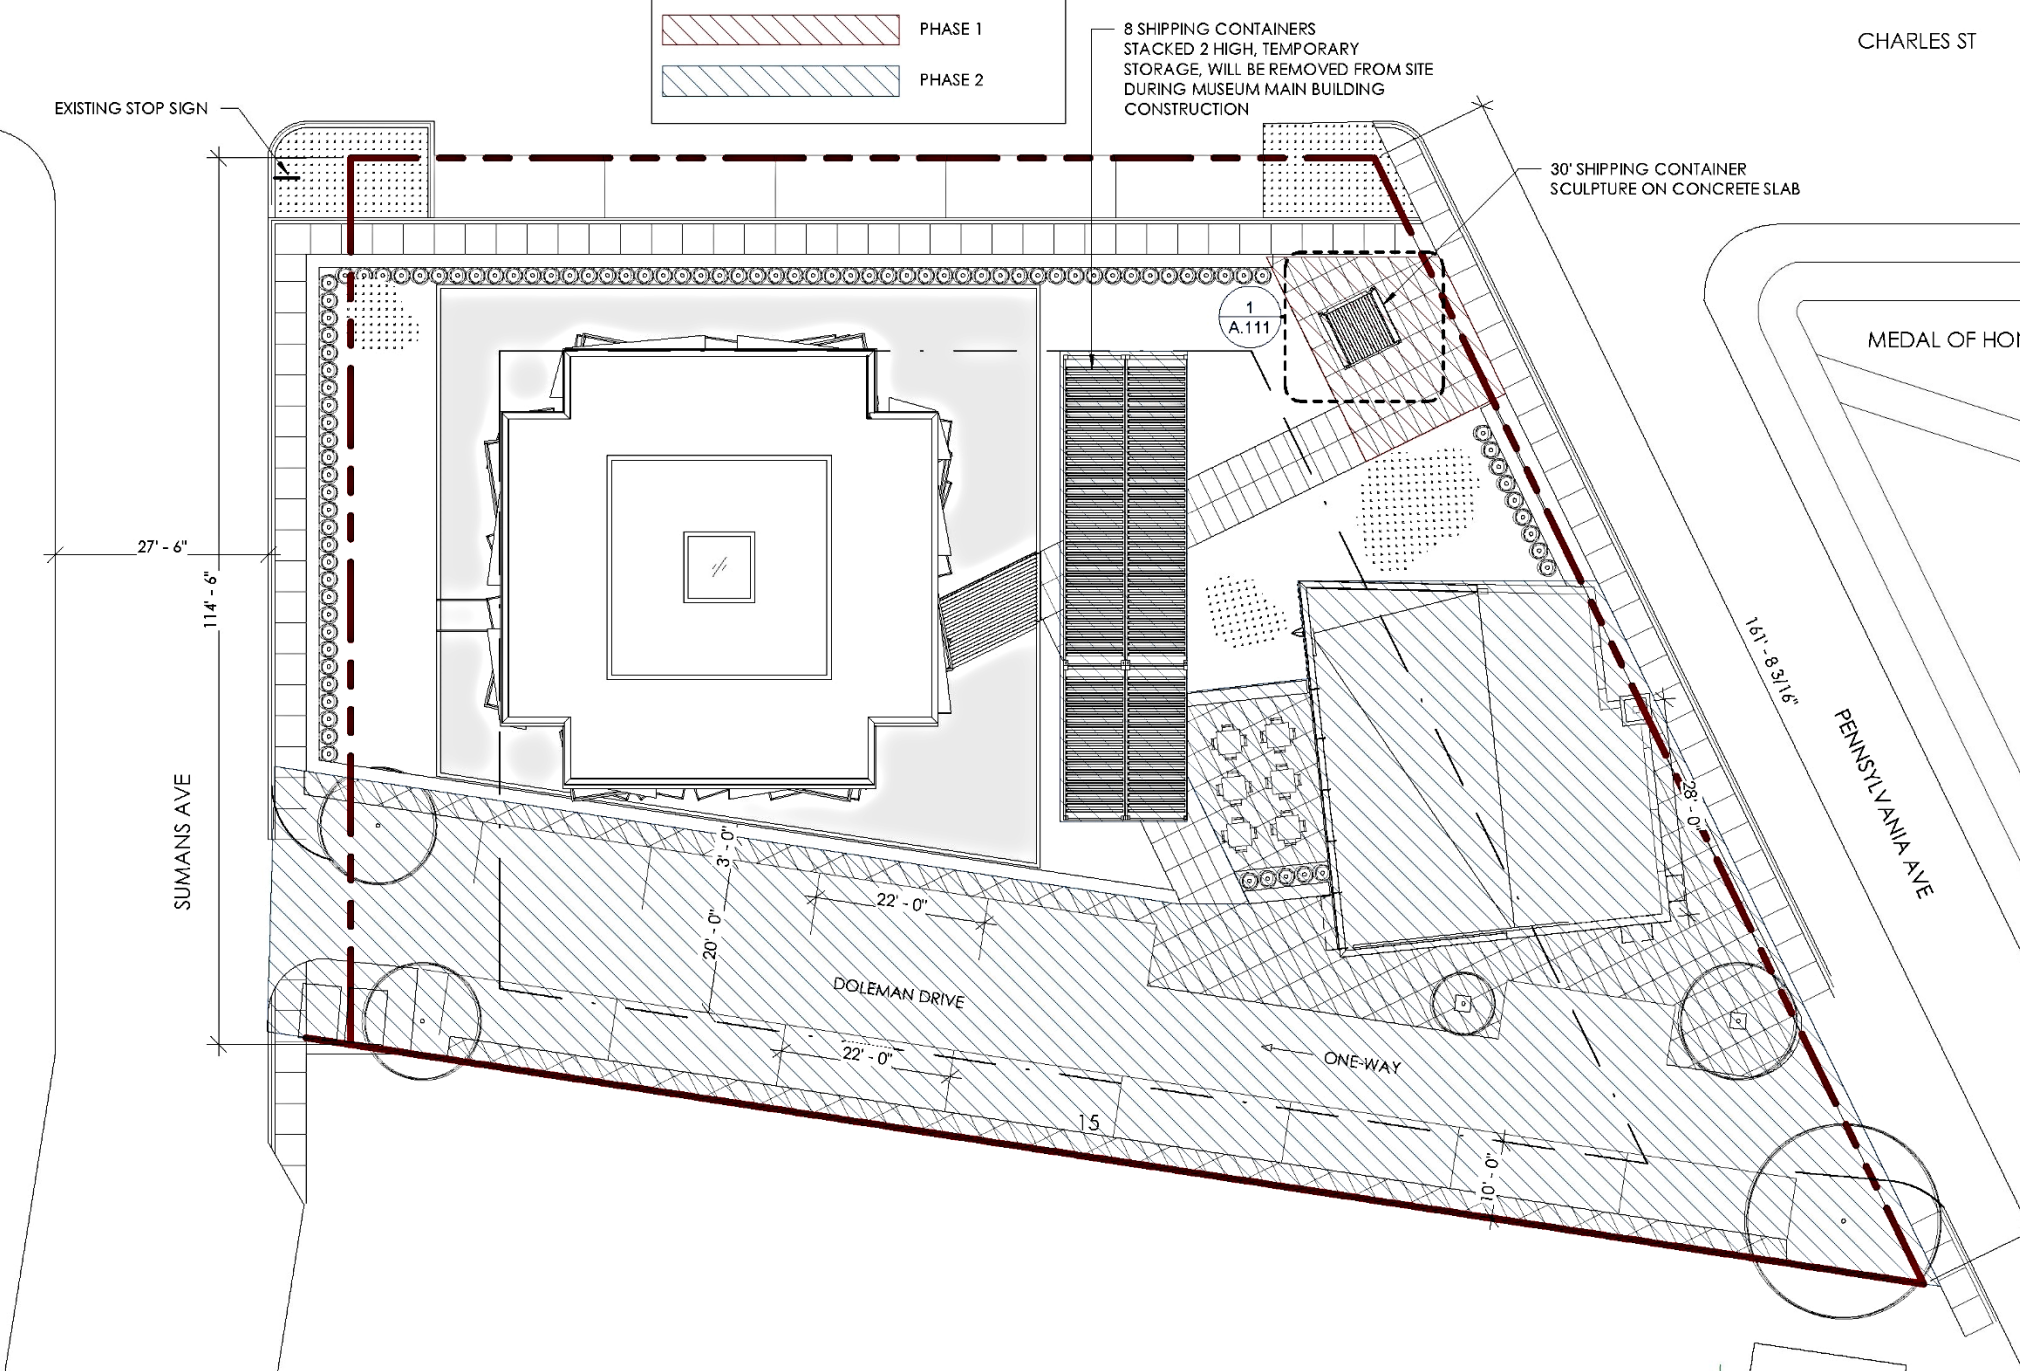 PHASE 1
PHASE 2
8 SHIPPING CONTAINERS
STACKED 2 HIGH, TEMPORARY
STORAGE, WILL BE REMOVED FROM SITE
DURING MUSEUM MAIN BUILDING
CONSTRUCTION
CHARLES ST
EXISTING STOP SIGN
30' SHIPPING CONTAINER
SCULPTURE ON CONCRETE SLAB
1
A.111
MEDAL OF HO
27' - 6"
114' - 6"
161' - 8 3/16"
PENNSYLVANIA AVE
SUMANS AVE
28' - 0"
3' - 0"
22' - 0"
20' - 0"
DOLEMAN DRIVE
22' - 0"
ONE-WAY
15
10' - 0"